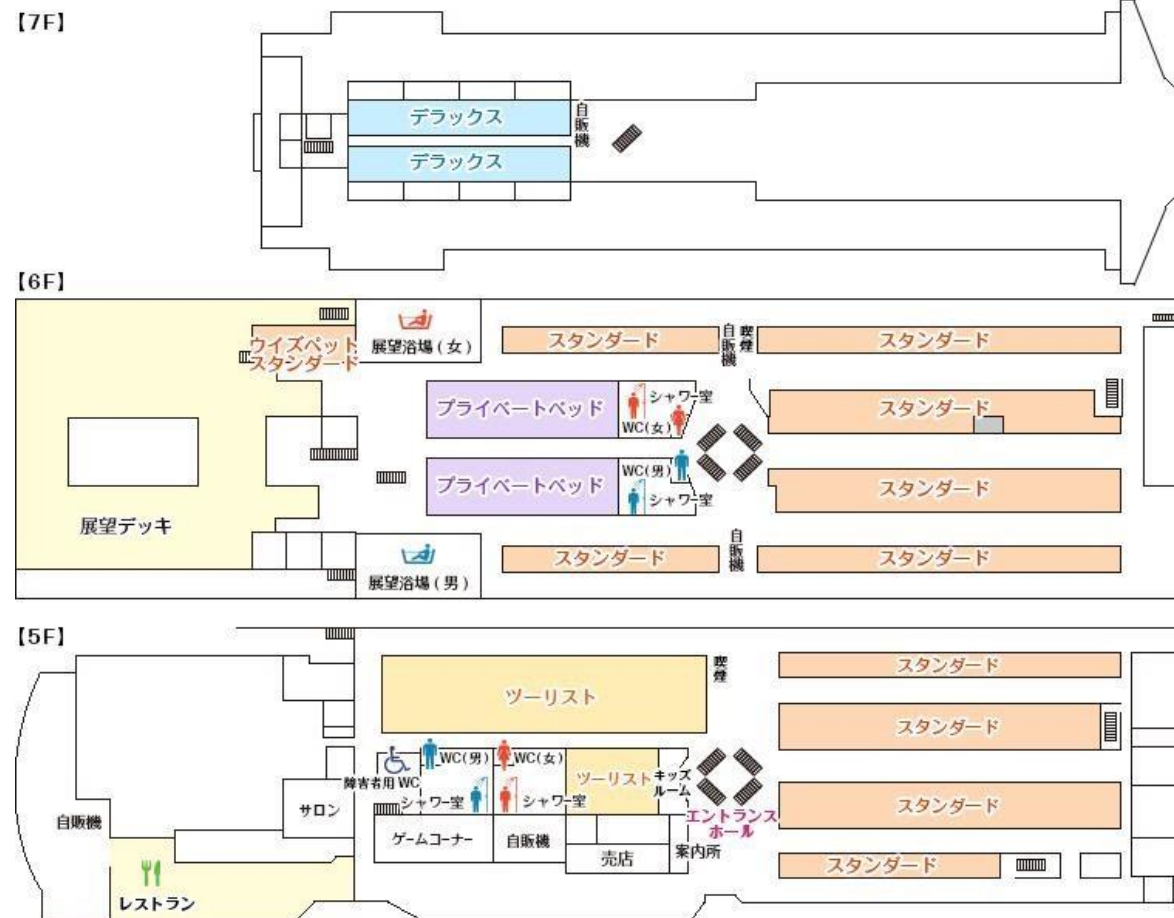 【7F】
デラックス
自販機
デラックス
【6F】
ウイズペット
スタンダード
展望浴場(女)
スタンダード
自販機
喫煙
スタンダード
プライベートベッド
シャワー室
WC(女)
スタンダード
プライベートベッド
WC(男)
シャワー室
スタンダード
展望デッキ
展望浴場(男)
スタンダード
自販機
スタンダード
【5F】
ツーリスト
喫煙
スタンダード
スタンダード
障害者用WC
WC(男)
シャワー室
WC(女)
シャワー室
ツーリスト
キッズ
ルーム
エントランス
ホール
スタンダード
自販機
サロン
ゲームコーナー
自販機
売店
案内所
スタンダード
レストラン